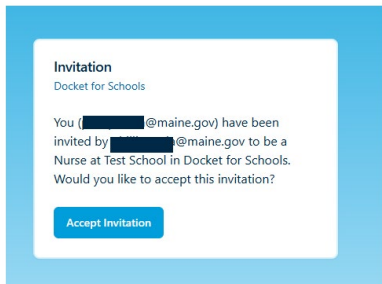 Invitation
Docket for Schools
You (@maine.gov) have been
invited by @maine.gov to be a
Nurse at Test School in Docket for Schools.
Would you like to accept this invitation?
Accept Invitation